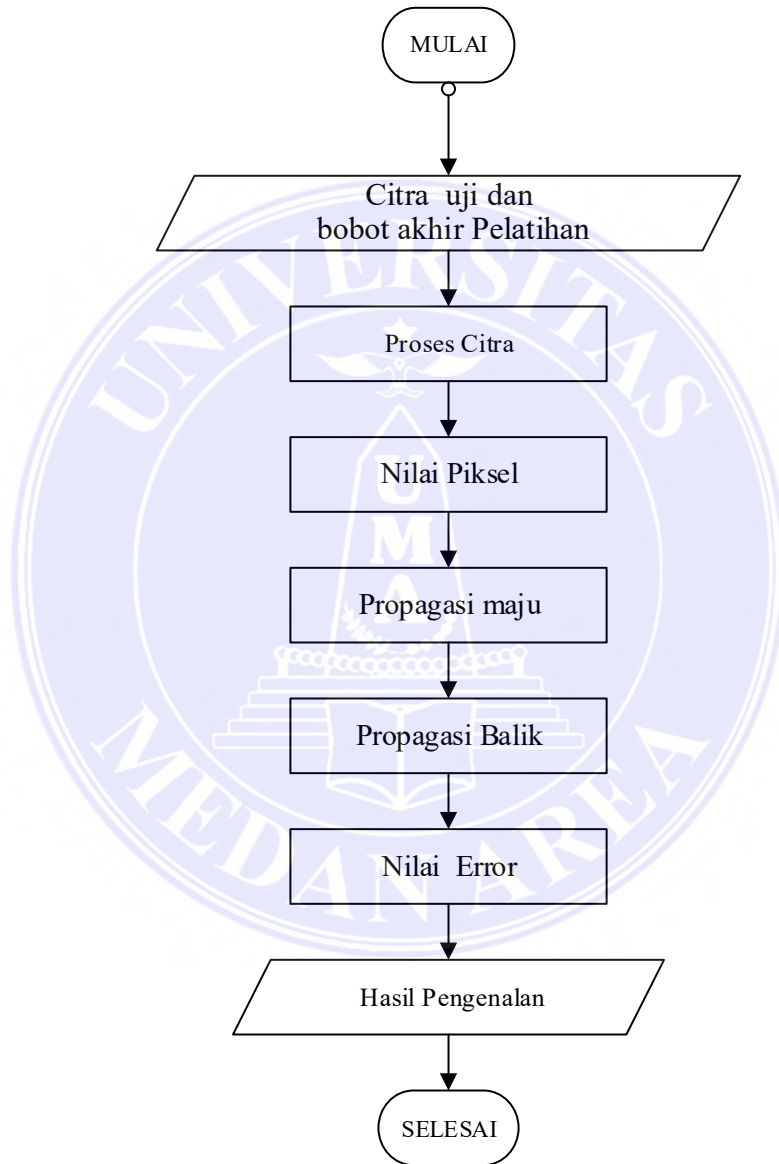 MULAI
Citra uji dan
bobot akhir Pelatihan
Proses Citra
Nilai Piksel
Propagasi maju
Propagasi Balik
Nilai Error
Hasil Pengenalan
SELESAI
UNIVERSITAS
UMA
MEDAN AREA